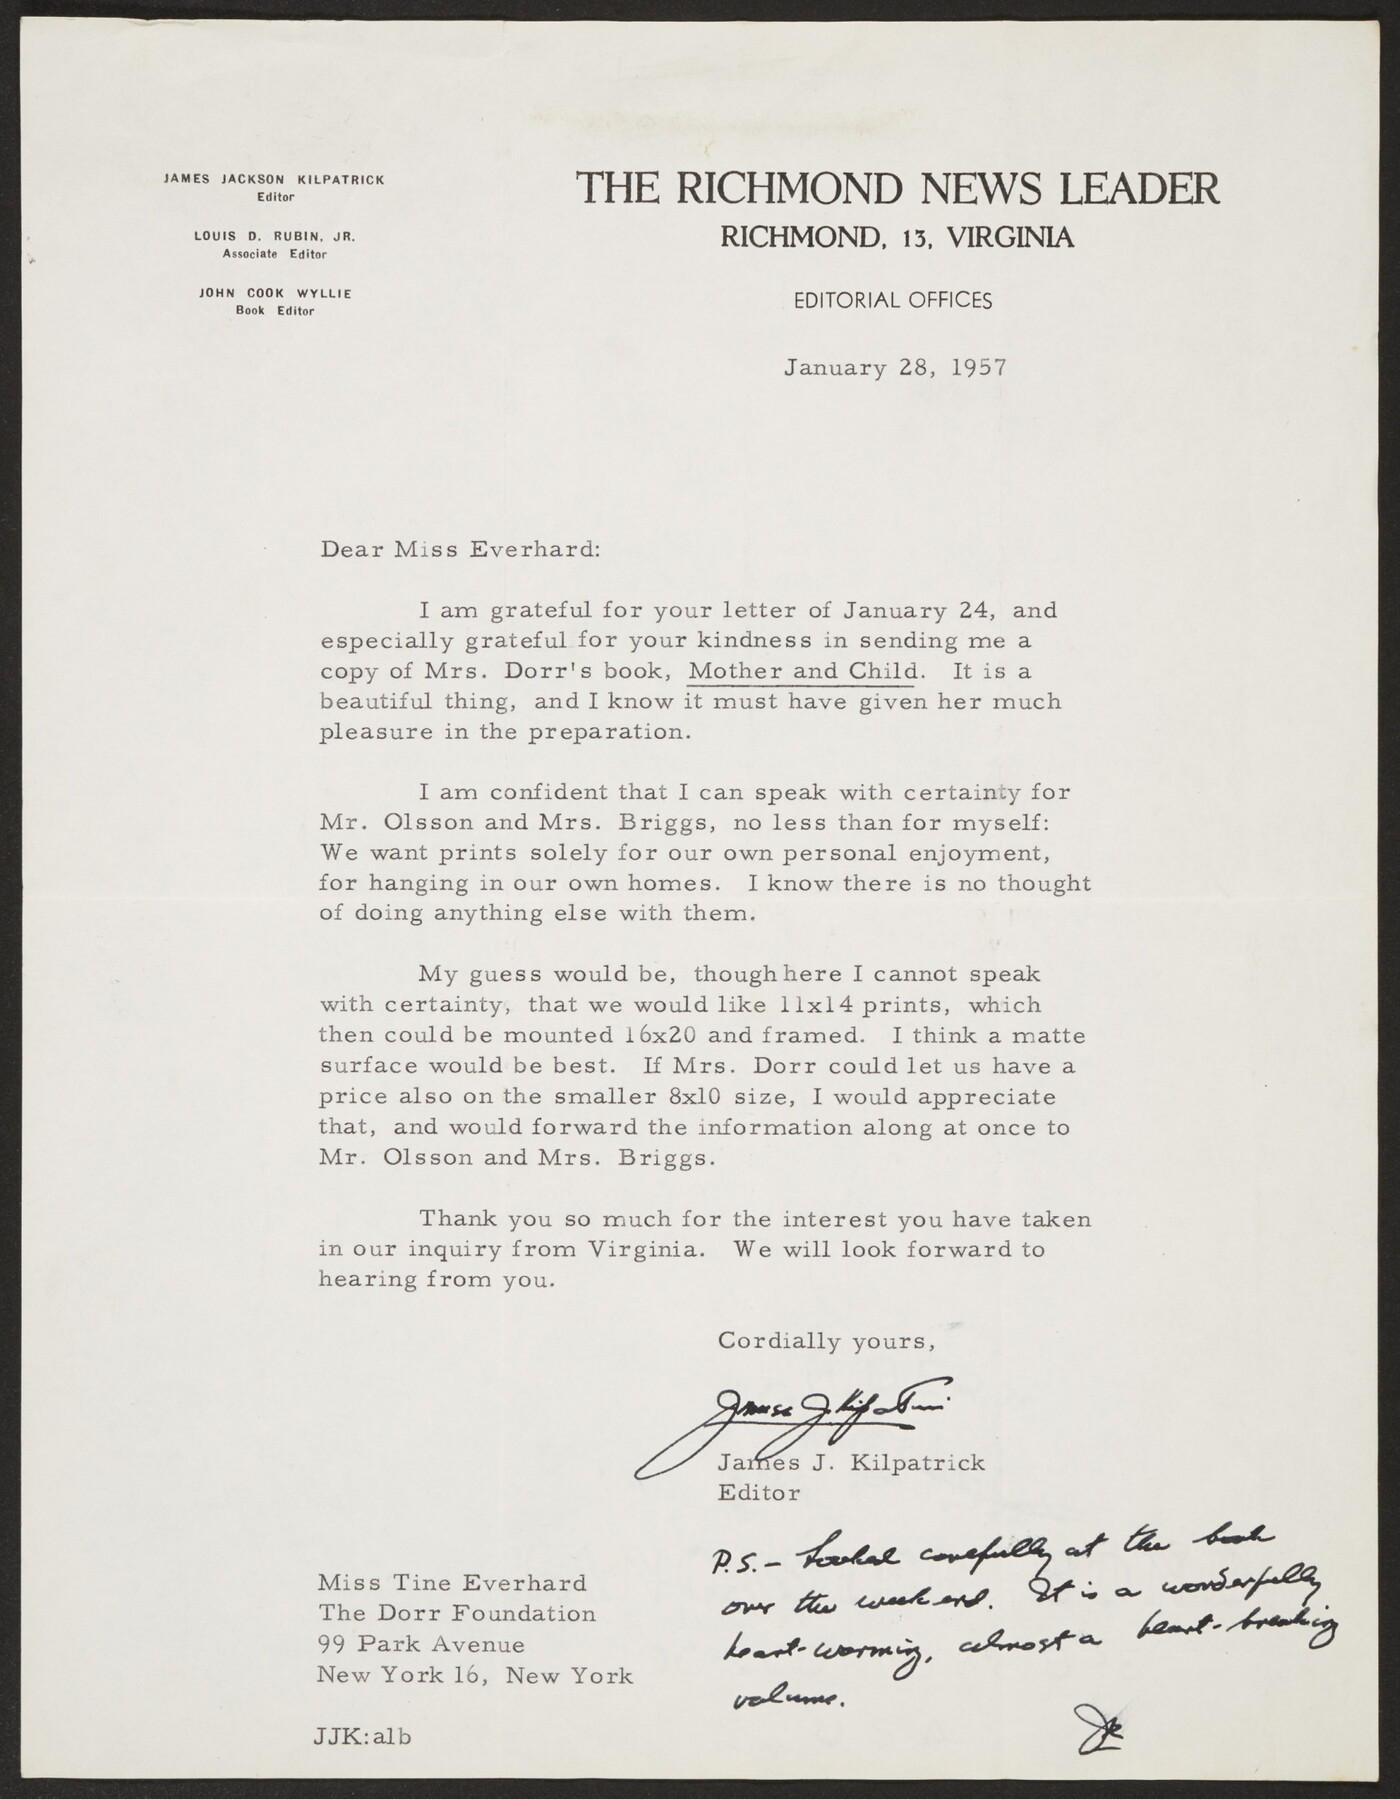 JAMES JACKSON KILPATRICK
Editor
LOUIS D. RUBIN, JR.
Associate Editor
JOHN COOK WYLLIE
Book Editor
THE RICHMOND NEWS LEADER
RICHMOND, 13, VIRGINIA
EDITORIAL OFFICES
January 28, 1957
Dear Miss Everhard:
I am grateful for your letter of January 24, and
especially grateful for your kindness in sending me a
copy of Mrs. Dorr's book, Mother and Child. It is a
beautiful thing, and I know it must have given her much
pleasure in the preparation.
I am confident that I can speak with certainty for
Mr. Olsson and Mrs. Briggs, no less than for myself:
We want prints solely for our own personal enjoyment,
for hanging in our own homes. I know there is no thought
of doing anything else with them.
My guess would be, though here I cannot speak
with certainty, that we would like 11x14 prints, which
then could be mounted 16x20 and framed. I think a matte
surface would be best. If Mrs. Dorr could let us have a
price also on the smaller 8x10 size, I would appreciate
that, and would forward the information along at once to
Mr. Olsson and Mrs. Briggs.
Thank you so much for the interest you have taken
in our inquiry from Virginia. We will look forward to
hearing from you.
Cordially yours,
James J. Kilpatrick
James J. Kilpatrick
Editor
P.S. - Looked carefully at the book
over the week end. It is a wonderfully
heart-warming, almost a heart-breaking
volume.
JJK
Miss Tine Everhard
The Dorr Foundation
99 Park Avenue
New York 16, New York
JJK:alb